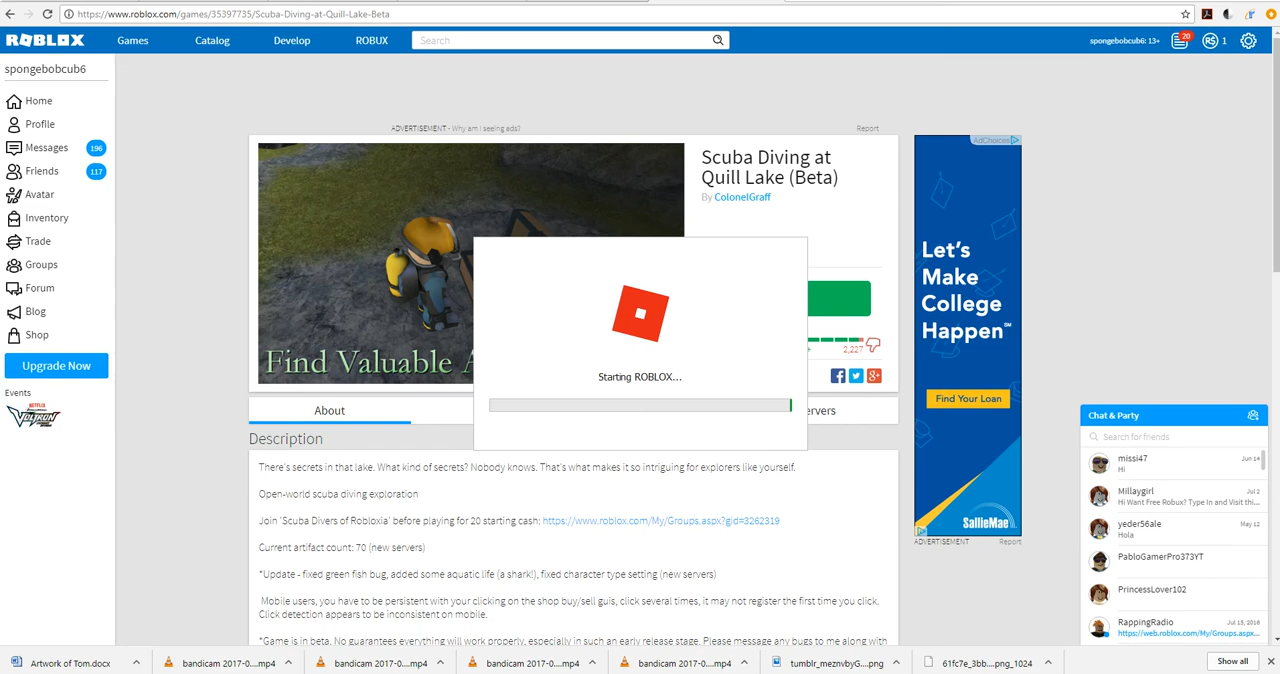 https://www.roblox.com/games/35397735/Scuba-Diving-at-Quill-Lake-Beta
ROBLOX
Games
Catalog
Develop
ROBUX
Search
spongebobcub6: 13+
20
R$ 1
spongebobcub6
Home
Profile
Messages 196
Friends 117
Avatar
Inventory
Trade
Groups
Forum
Blog
Shop
Upgrade Now
Events
NETFLIX
VOLTRON
ADVERTISEMENT - Why am I seeing ads?
Report
Find Valuable A
Scuba Diving at
Quill Lake (Beta)
By ColonelGraff
2,227
Starting ROBLOX...
About
ervers
Description
There's secrets in that lake. What kind of secrets? Nobody knows. That's what makes it so intriguing for explorers like yourself.
Open-world scuba diving exploration
Join 'Scuba Divers of Robloxia' before playing for 20 starting cash: https://www.roblox.com/My/Groups.aspx?gid=3262319
Current artifact count: 70 (new servers)
*Update - fixed green fish bug, added some aquatic life (a shark!), fixed character type setting (new servers)
Mobile users, you have to be persistent with your clicking on the shop buy/sell guis, click several times, it may not register the first time you click.
Click detection appears to be inconsistent on mobile.
*Game is in beta. No guarantee everything will work properly, especially in such an early release stage. Please message any bugs to me along with
AdChoices
Let's
Make
College
Happen℠
Find Your Loan
SallieMae
ADVERTISEMENT
Report
Chat & Party
Search for friends
missi47 Jun 14
Hi
Millaygirl Jul 2
Hi Want Free Robux? Type In and Visit thi...
yeder56ale May 12
Hola
PabloGamerPro373YT
PrincessLover102
RappingRadio Jul 15, 2016
https://web.roblox.com/My/Groups.aspx...
Artwork of Tom.docx
bandicam 2017-0....mp4
bandicam 2017-0....mp4
bandicam 2017-0....mp4
bandicam 2017-0....mp4
tumblr_meznvbyG....png
61fc7e_3bb....png_1024
Show all